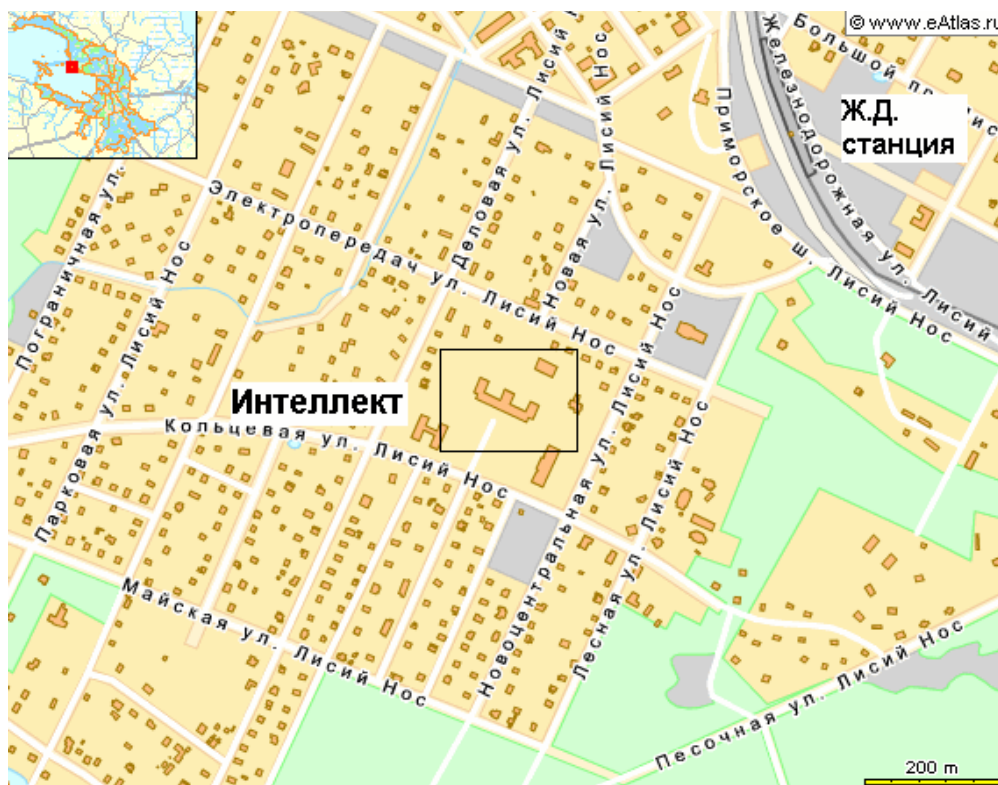 © www.eAtlas.ru
Большой пр
Железнодорожная ул. Лисий
Ж.Д.
станция
Приморское ш. Лисий Нос
Лисий Нос
Деловая ул. Лисий
Новая ул. Лисий Нос
Электропередач ул. Лисий Нос
Пограничная ул.
Парковая ул. Лисий Нос
Интеллект
Кольцевая ул. Лисий Нос
Новоцентральная ул. Лисий Нос
Лесная ул. Лисий Нос
Майская ул. Лисий Нос
Песочная ул. Лисий Нос
200 m